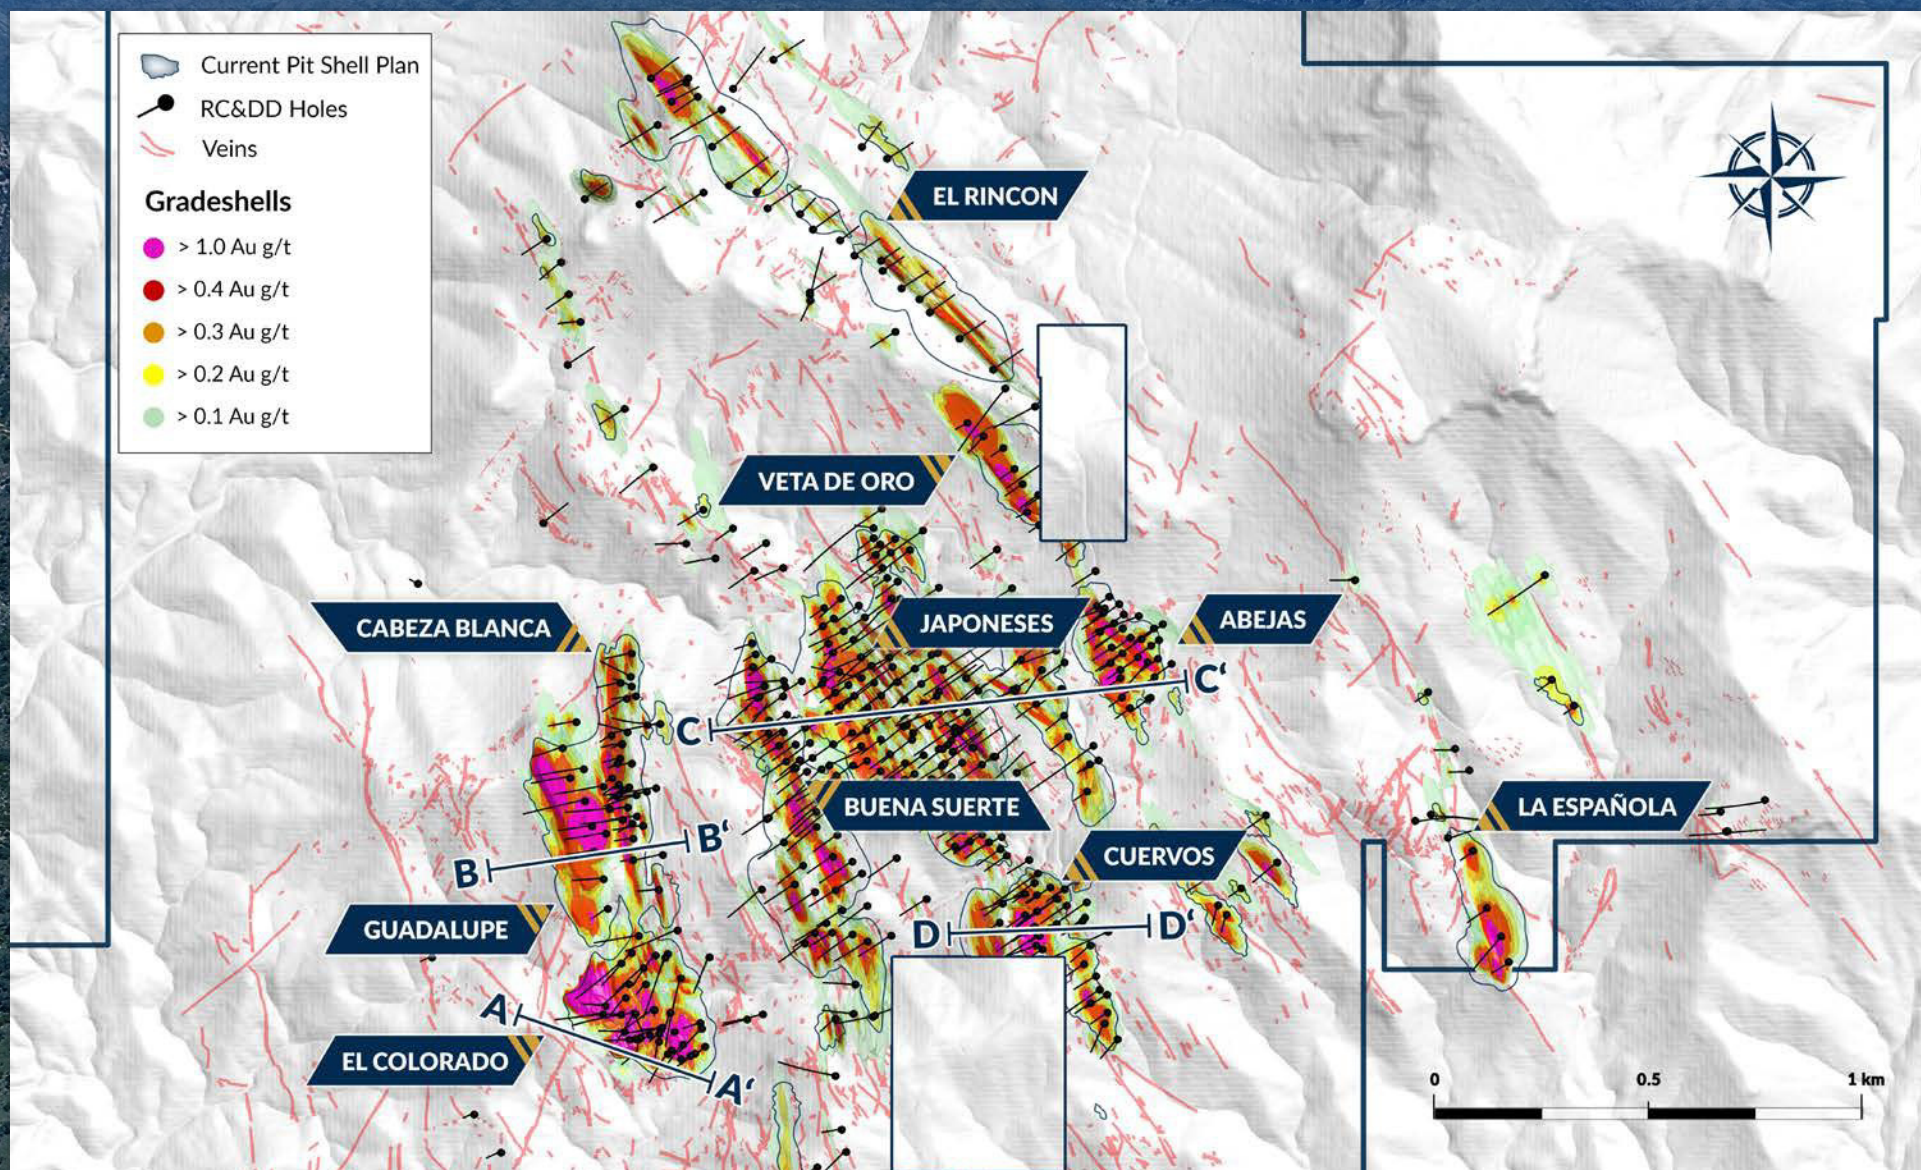 Current Pit Shell Plan
RC&DD Holes
Veins
Gradeshells
> 1.0 Au g/t
> 0.4 Au g/t
> 0.3 Au g/t
> 0.2 Au g/t
> 0.1 Au g/t
EL RINCON
VETA DE ORO
CABEZA BLANCA
JAPONESES
ABEJAS
C
C‘
BUENA SUERTE
LA ESPAÑOLA
B
B‘
CUERVOS
GUADALUPE
D
D‘
A
A‘
EL COLORADO
0
0.5
1 km